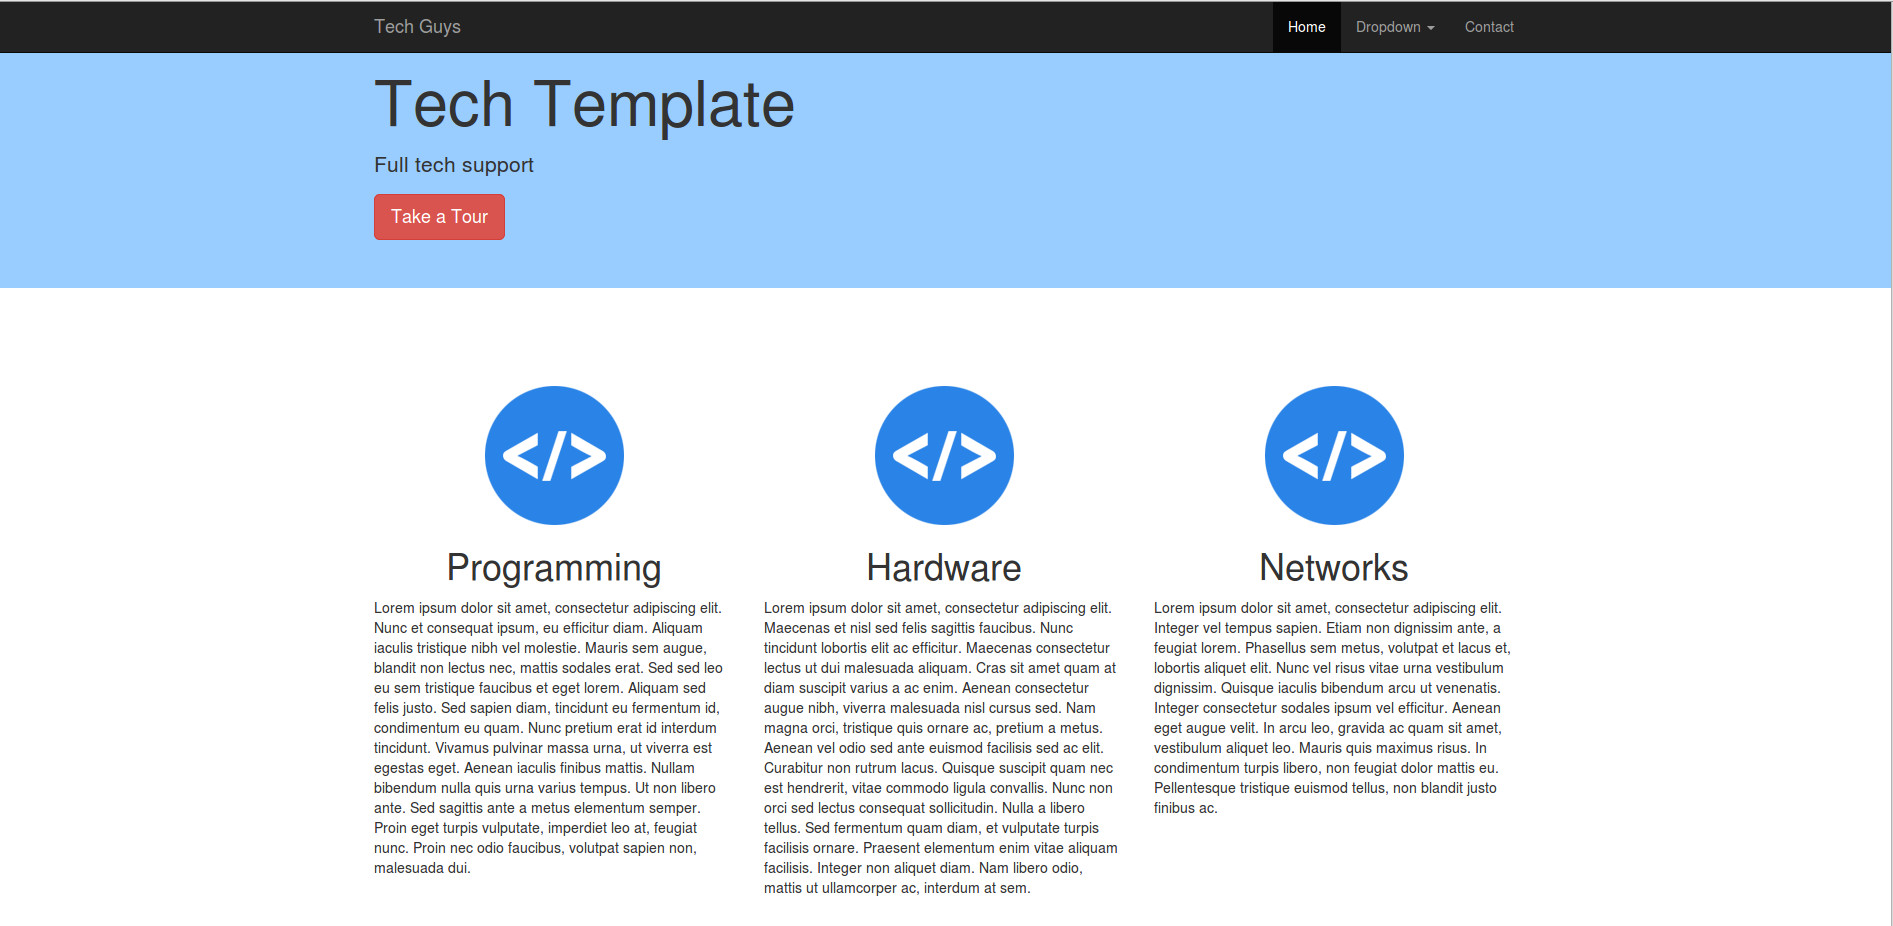 Tech Guys
Home
Dropdown
Contact
Tech Template
Full tech support
Take a Tour
</>
</>
</>
Programming
Lorem ipsum dolor sit amet, consectetur adipiscing elit.
Nunc et consequat ipsum, eu efficitur diam. Aliquam
iaculis tristique nibh vel molestie. Mauris sem augue,
blandit non lectus nec, mattis sodales erat. Sed sed leo
eu sem tristique faucibus et eget lorem. Aliquam sed
felis justo. Sed sapien diam, tincidunt eu fermentum id,
condimentum eu quam. Nunc pretium erat id interdum
tincidunt. Vivamus pulvinar massa urna, ut viverra est
egestas eget. Aenean iaculis finibus mattis. Nullam
bibendum nulla quis urna varius tempus. Ut non libero
ante. Sed sagittis ante a metus elementum semper.
Proin eget turpis vulputate, imperdiet leo at, feugiat
nunc. Proin nec odio faucibus, volutpat sapien non,
malesuada dui.
Hardware
Lorem ipsum dolor sit amet, consectetur adipiscing elit.
Maecenas et nisl sed felis sagittis faucibus. Nunc
tincidunt lobortis elit ac efficitur. Maecenas consectetur
lectus ut dui malesuada aliquam. Cras sit amet quam at
diam suscipit varius a ac enim. Aenean consectetur
augue nibh, viverra malesuada nisl cursus sed. Nam
magna orci, tristique quis ornare ac, pretium a metus.
Aenean vel odio sed ante euismod facilisis sed ac elit.
Curabitur non rutrum lacus. Quisque suscipit quam nec
est hendrerit, vitae commodo ligula convallis. Nunc non
orci sed lectus consequat sollicitudin. Nulla a libero
tellus. Sed fermentum quam diam, et vulputate turpis
facilisis ornare. Praesent elementum enim vitae aliquam
facilisis. Integer non aliquet diam. Nam libero odio,
mattis ut ullamcorper ac, interdum at sem.
Networks
Lorem ipsum dolor sit amet, consectetur adipiscing elit.
Integer vel tempus sapien. Etiam non dignissim ante, a
feugiat lorem. Phasellus sem metus, volutpat et lacus et,
lobortis aliquet elit. Nunc vel risus vitae urna vestibulum
dignissim. Quisque iaculis bibendum arcu ut venenatis.
Integer consectetur sodales ipsum vel efficitur. Aenean
eget augue velit. In arcu leo, gravida ac quam sit amet,
vestibulum aliquet leo. Mauris quis maximus risus. In
condimentum turpis libero, non feugiat dolor mattis eu.
Pellentesque tristique euismod tellus, non blandit justo
finibus ac.